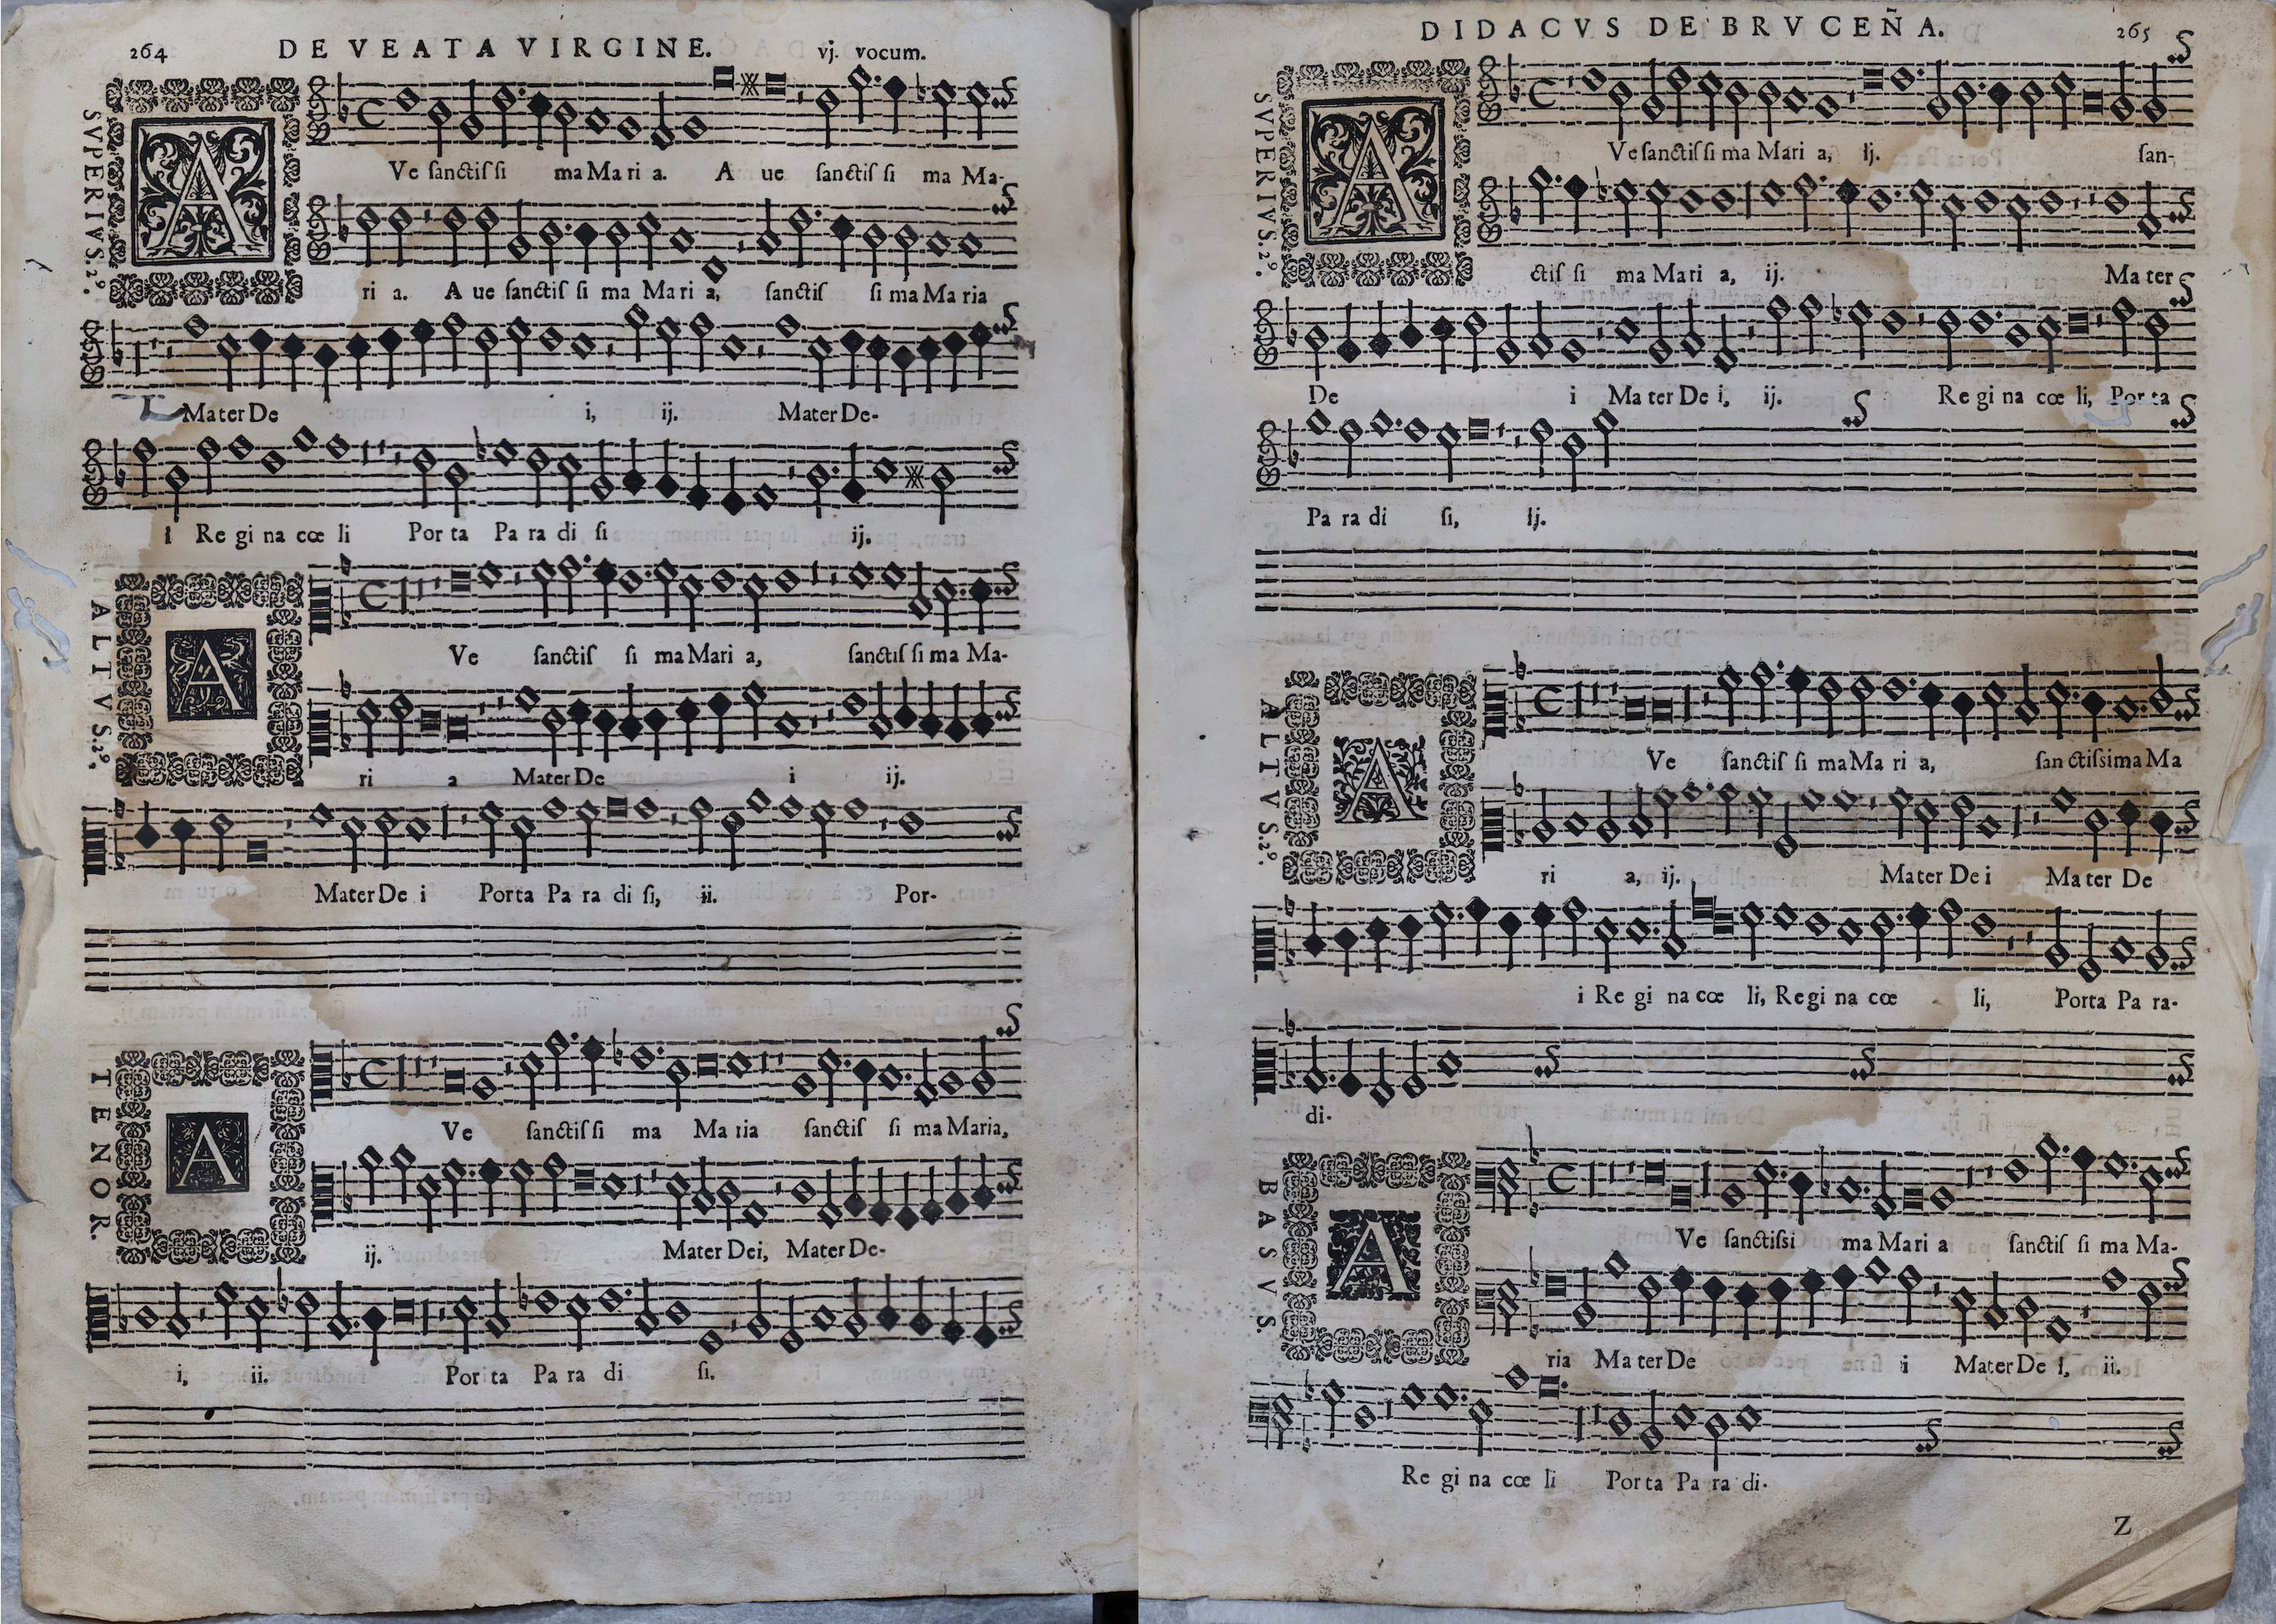 264 DE VEATA VIRGINE. vj. vocum.
SVPERIVS.2º.
A
Ve sanctiſ ſi ma Ma ri a. A ue ſanctiſ ſi ma Ma-
ri a. A ue ſanctiſ ſi ma Ma ri a, ſanctiſ ſi ma Ma ria
Mater De i, ij. Mater De-
i Re gi na cœ li Por ta Pa ra di ſi ij.
ALTVS.2º.
A
Ve ſanctiſ ſi ma Mari a, ſanctiſ ſi ma Ma-
ri a Mater De i ij.
Mater De i Porta Pa ra di ſi, ii. Por-
TENOR.
A
Ve ſanctiſ ſi ma Ma ria ſanctiſ ſi ma Maria,
ij. Mater Dei, Mater De-
i, ii. Por ta Pa ra di ſi.
DIDACVS DE BRVCEÑA. 265
SVPERIVS.2º.
A
Ve ſanctiſ ſi ma Mari a, ij. ſan-
ctiſ ſi ma Mari a, ij. Ma ter
De i Ma ter De i, ij. Re gi na cœ li, Por ta
Pa ra di ſi, ij.
ALTVS.2º.
A
Ve ſanctiſ ſi ma Ma ri a, ſan ctiſsima Ma
ri a, ij. Mater De i Ma ter De
i Re gi na cœ li, Re gi na cœ li, Porta Pa ra-
di.
BASVS.
A
Ve ſanctiſsi ma Mari a ſanctiſ ſi ma Ma-
ria Ma ter De i Mater De i, ii.
Re gi na cœ li Por ta Pa ra di.
Z